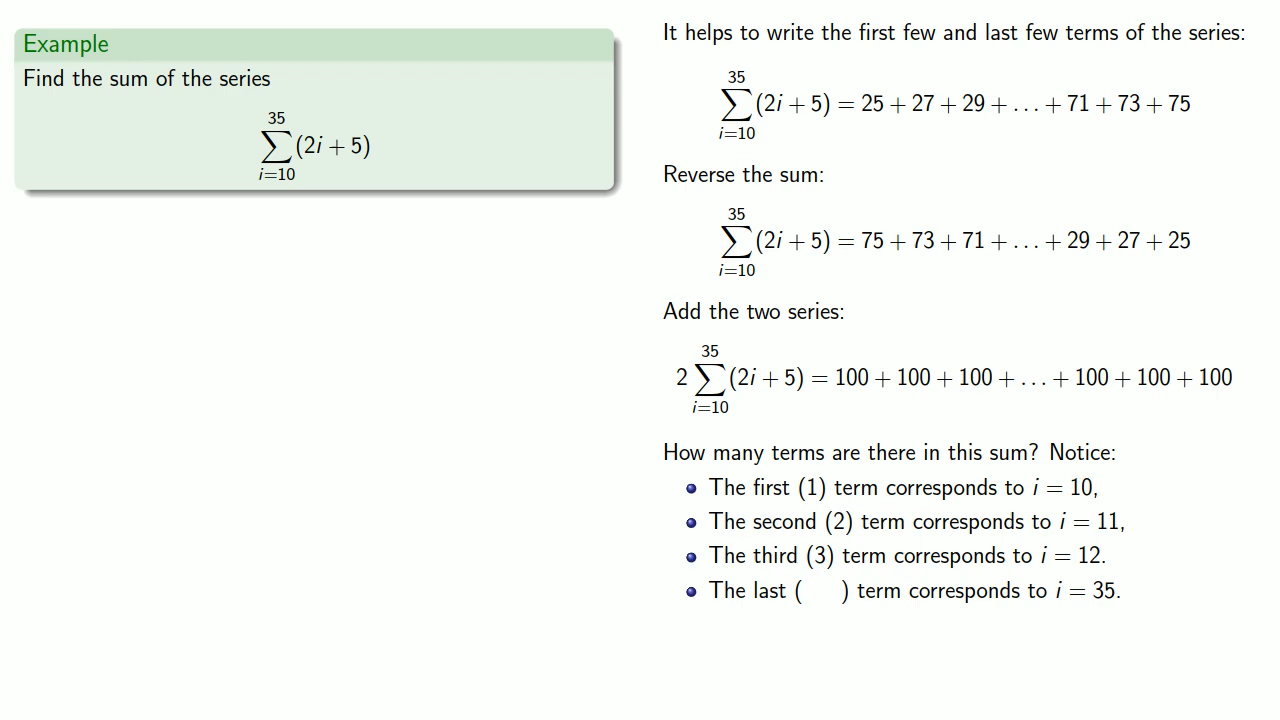 Example
Find the sum of the series
\sum_{i=10}^{35} (2i + 5)
It helps to write the first few and last few terms of the series:
\sum_{i=10}^{35} (2i + 5) = 25 + 27 + 29 + . . . + 71 + 73 + 75
Reverse the sum:
\sum_{i=10}^{35} (2i + 5) = 75 + 73 + 71 + . . . + 29 + 27 + 25
Add the two series:
2 \sum_{i=10}^{35} (2i + 5) = 100 + 100 + 100 + . . . + 100 + 100 + 100
How many terms are there in this sum? Notice:
The first (1) term corresponds to i = 10,
The second (2) term corresponds to i = 11,
The third (3) term corresponds to i = 12.
The last ( ) term corresponds to i = 35.